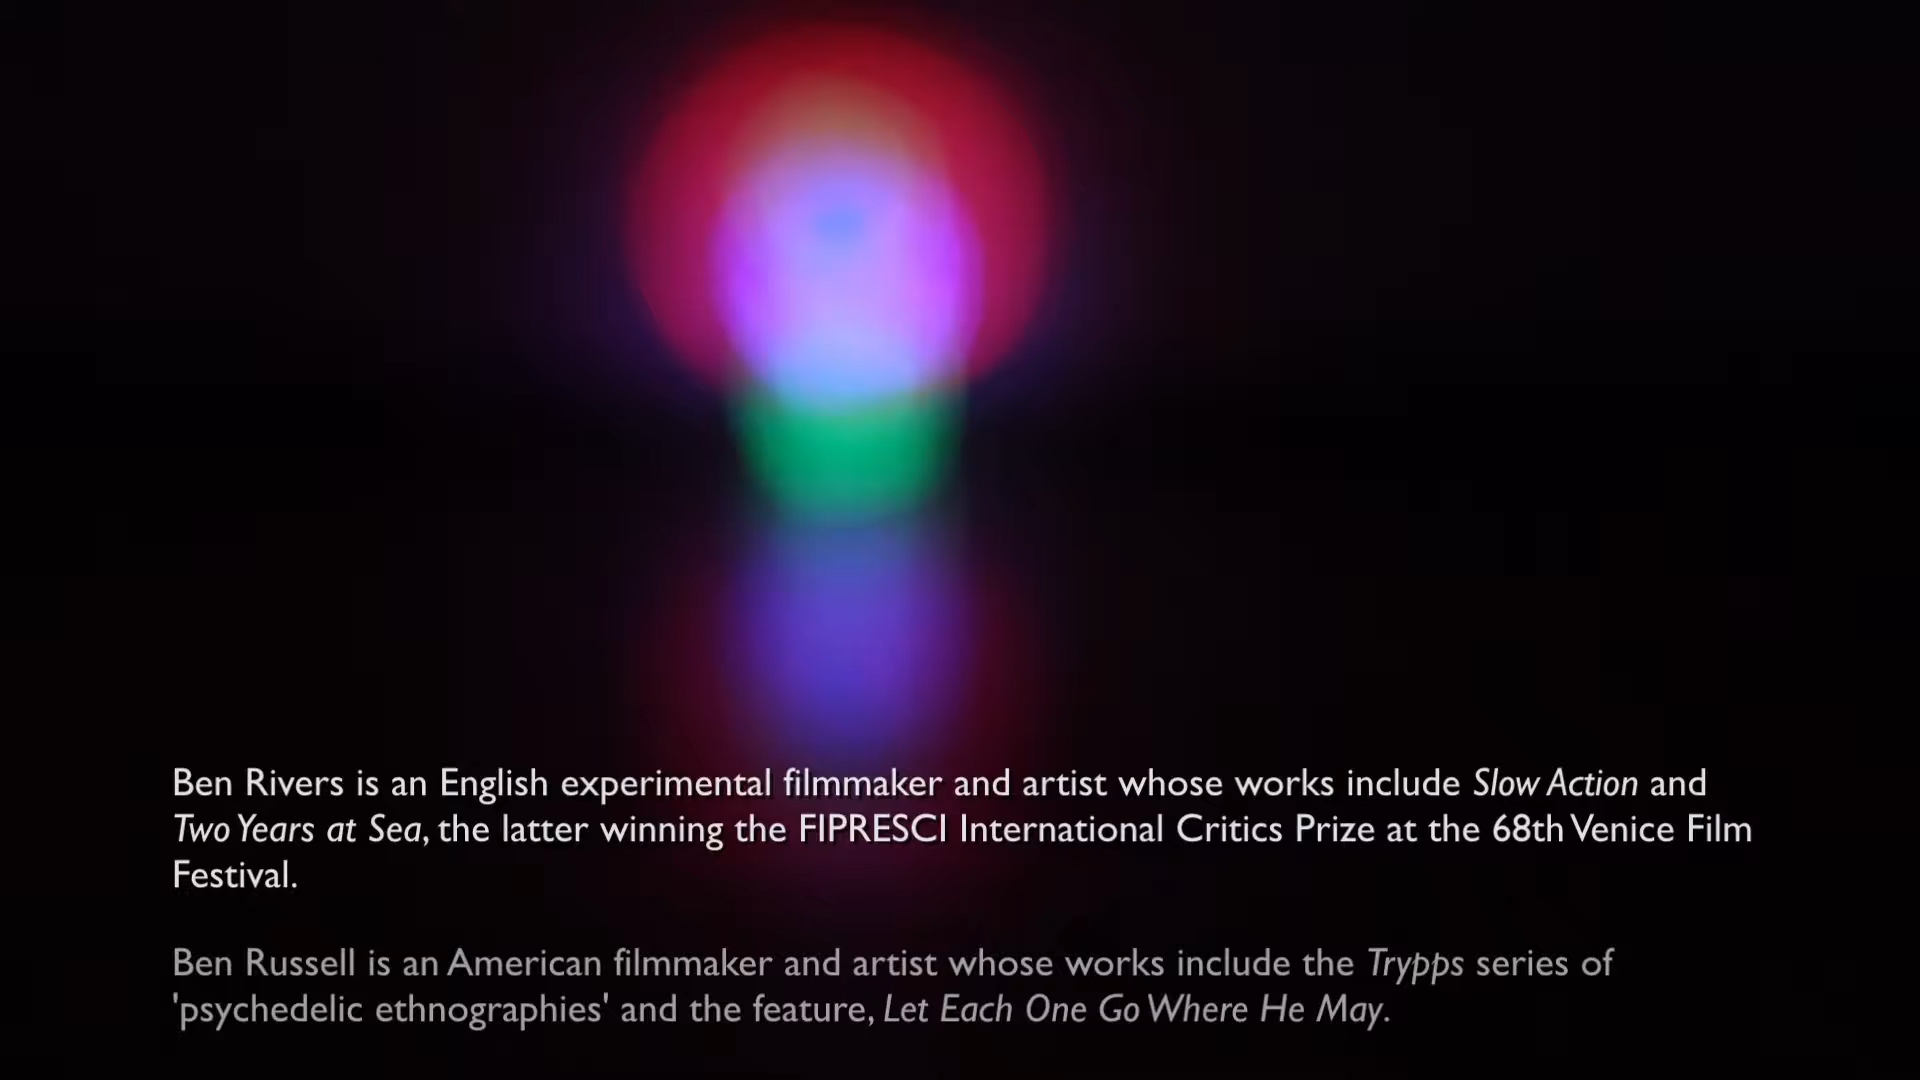 Ben Rivers is an English experimental filmmaker and artist whose works include Slow Action and
Two Years at Sea, the latter winning the FIPRESCI International Critics Prize at the 68th Venice Film
Festival.
Ben Russell is an American filmmaker and artist whose works include the Trypps series of
'psychedelic ethnographies' and the feature, Let Each One Go Where He May.